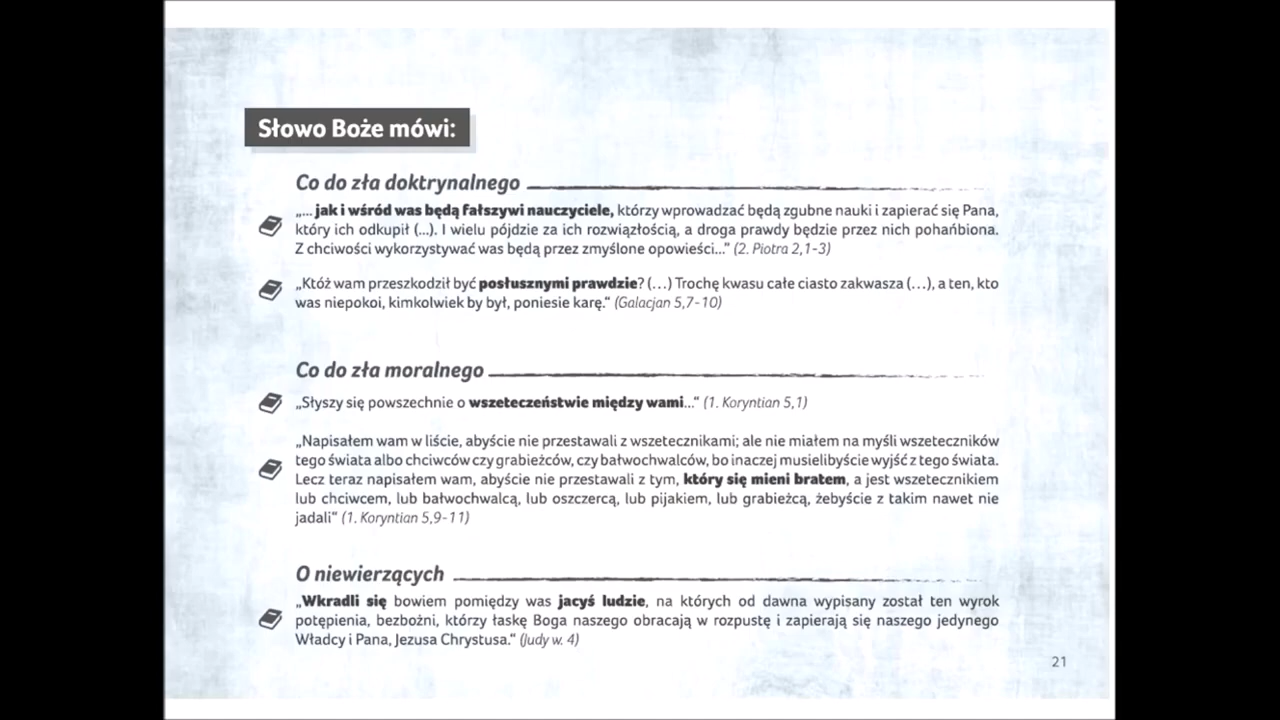 Słowo Boże mówi:
Co do zła doktrynalnego
„... jak i wśród was będą fałszywi nauczyciele, którzy wprowadzać będą zgubne nauki i zapierać się Pana,
który ich odkupił (...). I wielu pójdzie za ich rozwiązłością, a droga prawdy będzie przez nich pohańbiona.
Z chciwości wykorzystywać was będą przez zmyślone opowieści...” (2. Piotra 2,1-3)
„Któż wam przeszkodził być posłusznymi prawdzie? (...) Trochę kwasu całe ciasto zakwasza (...), a ten, kto
was niepokoi, kimkolwiek by był, poniesie karę.“ (Galacjan 5,7-10)
Co do zła moralnego
„Słyszy się powszechnie o wszeteczeństwie między wami...” (1. Koryntian 5,1)
„Napisałem wam w liście, abyście nie przestawali z wszetecznikami; ale nie miałem na myśli wszeteczników
tego świata albo chciwców czy grabieżców, czy bałwochwalców, bo inaczej musielibyście wyjść z tego świata.
Lecz teraz napisałem wam, abyście nie przestawali z tym, który się mieni bratem, a jest wszetecznikiem
lub chciwcem, lub bałwochwalcą, lub oszczercą, lub pijakiem, lub grabieżcą, żebyście z takim nawet nie
jadali“ (1. Koryntian 5,9-11)
O niewierzących
„Wkradli się bowiem pomiędzy was jacyś ludzie, na których od dawna wypisany został ten wyrok
potępienia, bezbożni, którzy łaskę Boga naszego obracają w rozpustę i zapierają się naszego jedynego
Władcy i Pana, Jezusa Chrystusa.“ (Judy w. 4)
21